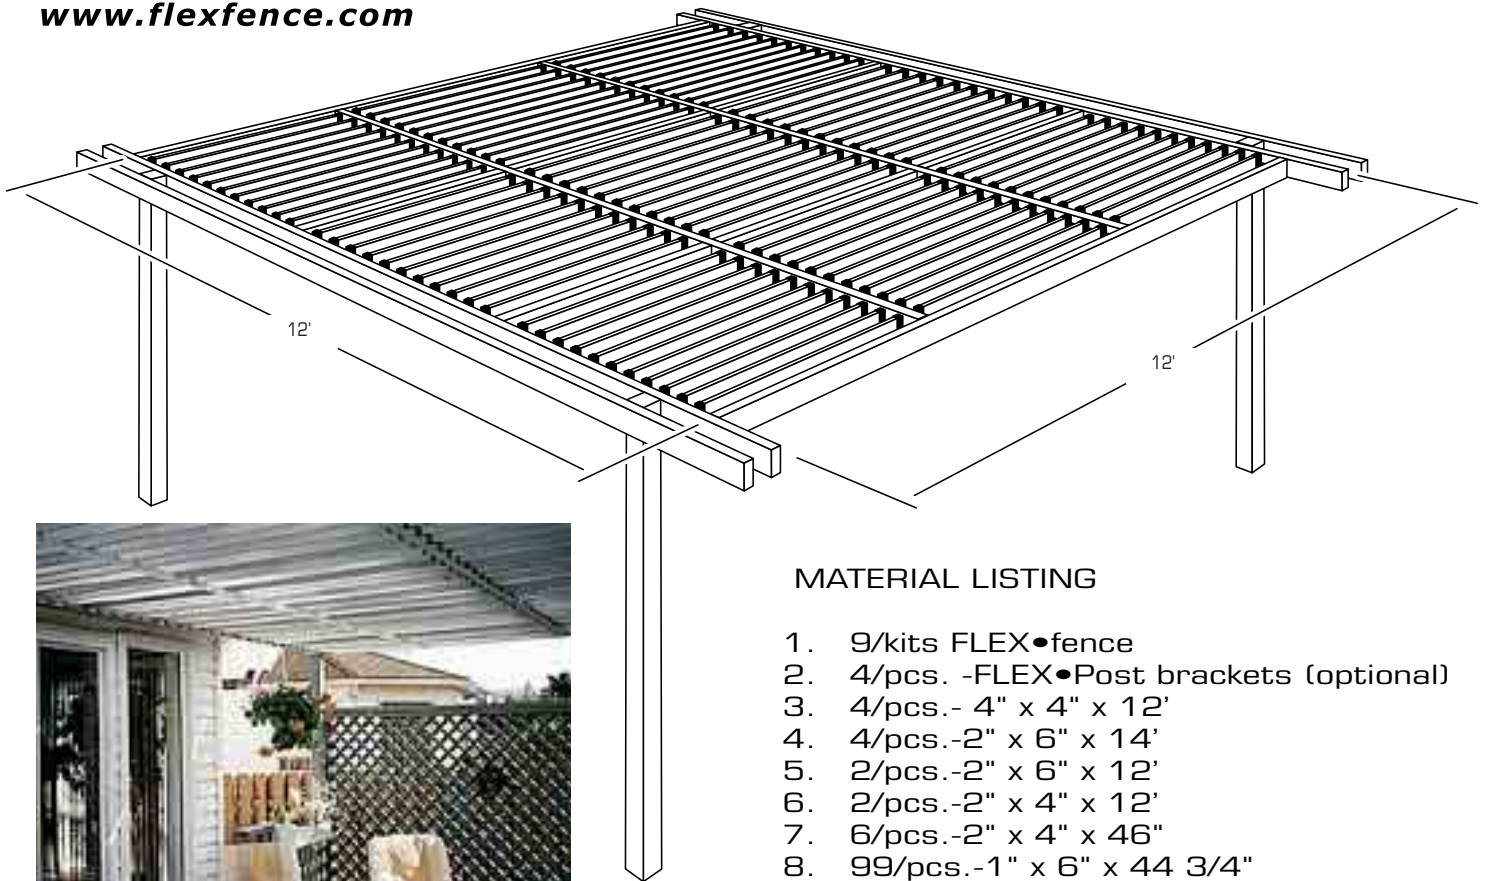 www.flexfence.com
12'
12'
MATERIAL LISTING
1. 9/kits FLEX●fence
2. 4/pcs. -FLEX●Post brackets (optional)
3. 4/pcs.- 4" x 4" x 12’
4. 4/pcs.-2" x 6" x 14’
5. 2/pcs.-2" x 6" x 12’
6. 2/pcs.-2" x 4" x 12’
7. 6/pcs.-2" x 4" x 46"
8. 99/pcs.-1" x 6" x 44 3/4"